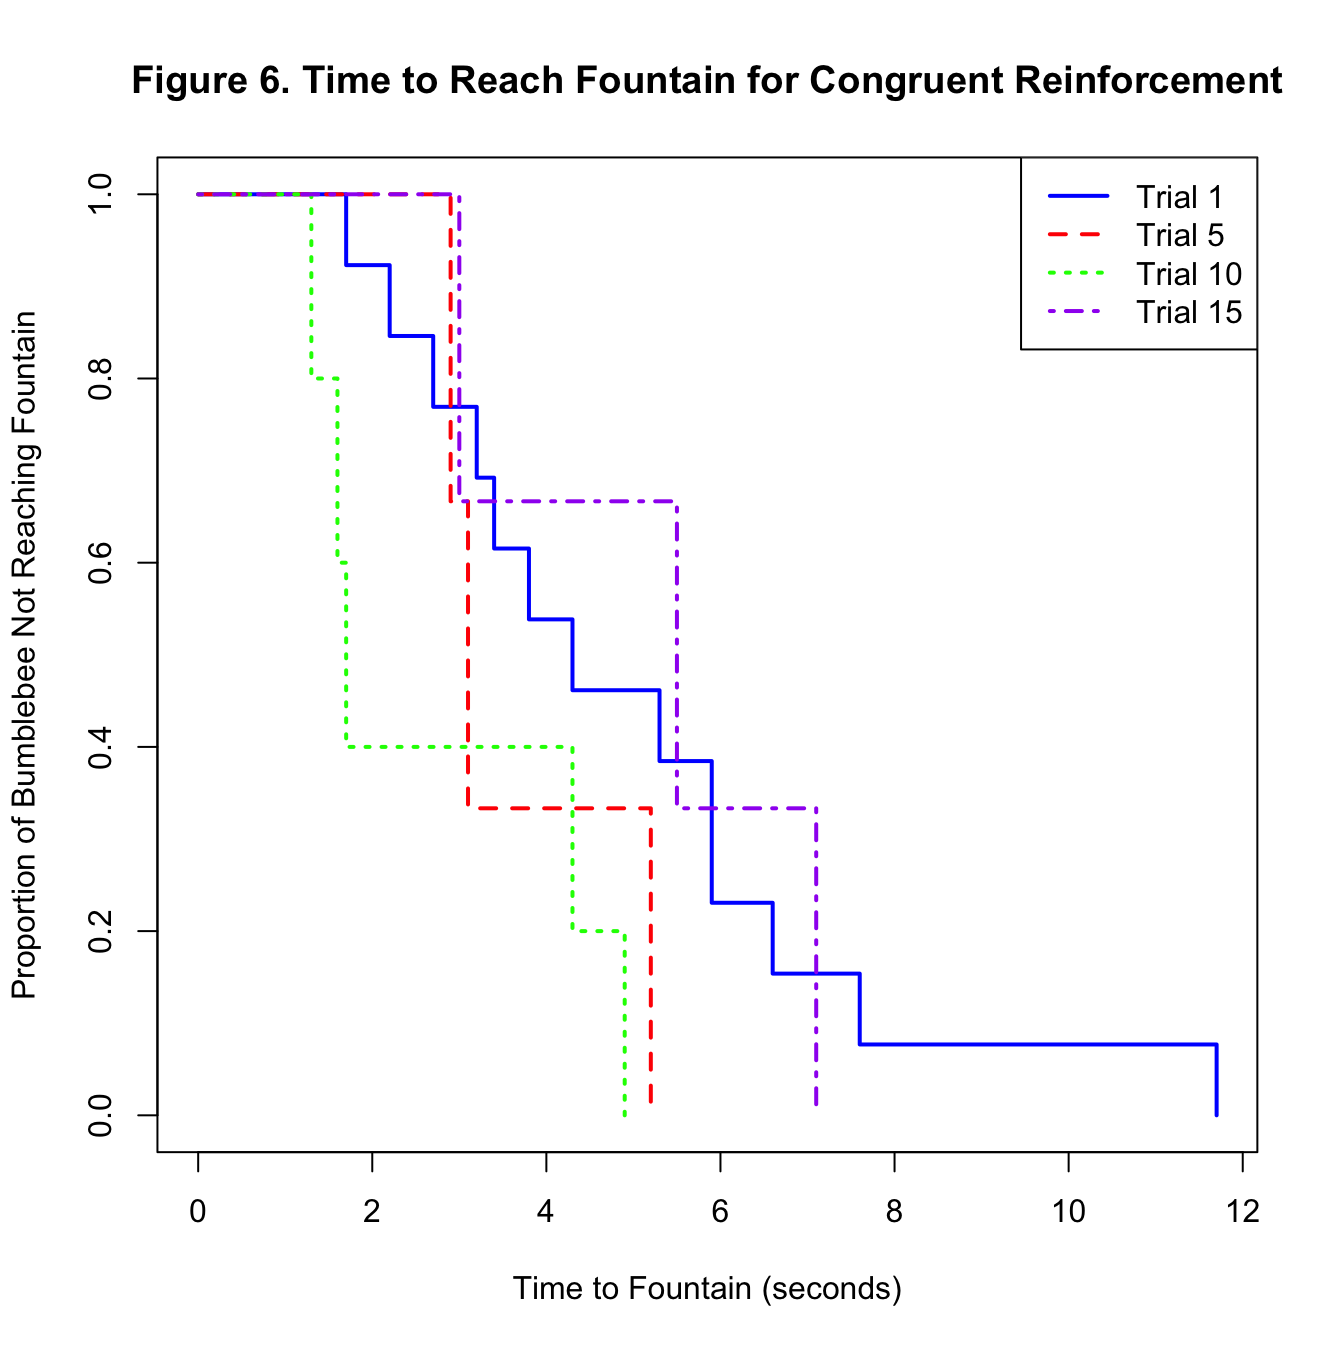 Figure 6. Time to Reach Fountain for Congruent Reinforcement
Trial 1
Trial 5
Trial 10
Trial 15
Proportion of Bumblebee Not Reaching Fountain
1.0
0.8
0.6
0.4
0.2
0.0
0 2 4 6 8 10 12
Time to Fountain (seconds)